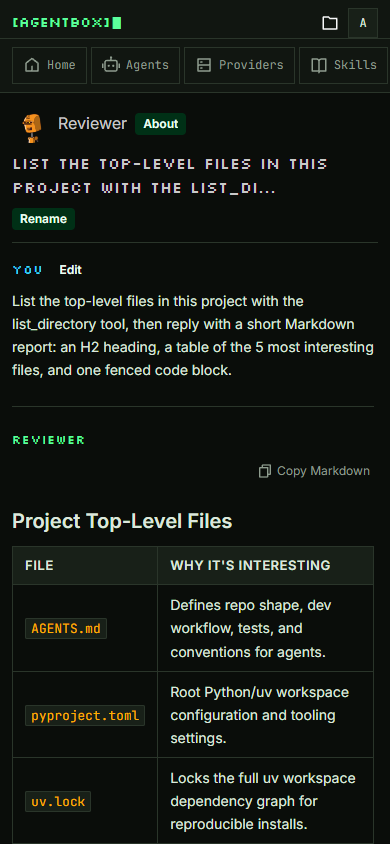 [AGENTBOX]
A
Home
Agents
Providers
Skills
Reviewer
About
LIST THE TOP-LEVEL FILES IN THIS
PROJECT WITH THE LIST_DI...
Rename
YOU
Edit
List the top-level files in this project with the
list_directory tool, then reply with a short Markdown
report: an H2 heading, a table of the 5 most interesting
files, and one fenced code block.
REVIEWER
Copy Markdown
Project Top-Level Files
FILE
WHY IT'S INTERESTING
AGENTS.md
Defines repo shape, dev
workflow, tests, and
conventions for agents.
pyproject.toml
Root Python/uv workspace
configuration and tooling
settings.
uv.lock
Locks the full uv workspace
dependency graph for
reproducible installs.